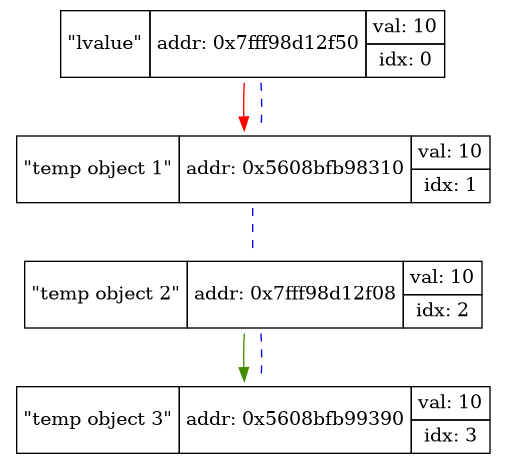 "lvalue" addr: 0x7fff98d12f50 val: 10
idx: 0
"temp object 1" addr: 0x5608bfb98310 val: 10
idx: 1
"temp object 2" addr: 0x7fff98d12f08 val: 10
idx: 2
"temp object 3" addr: 0x5608bfb99390 val: 10
idx: 3